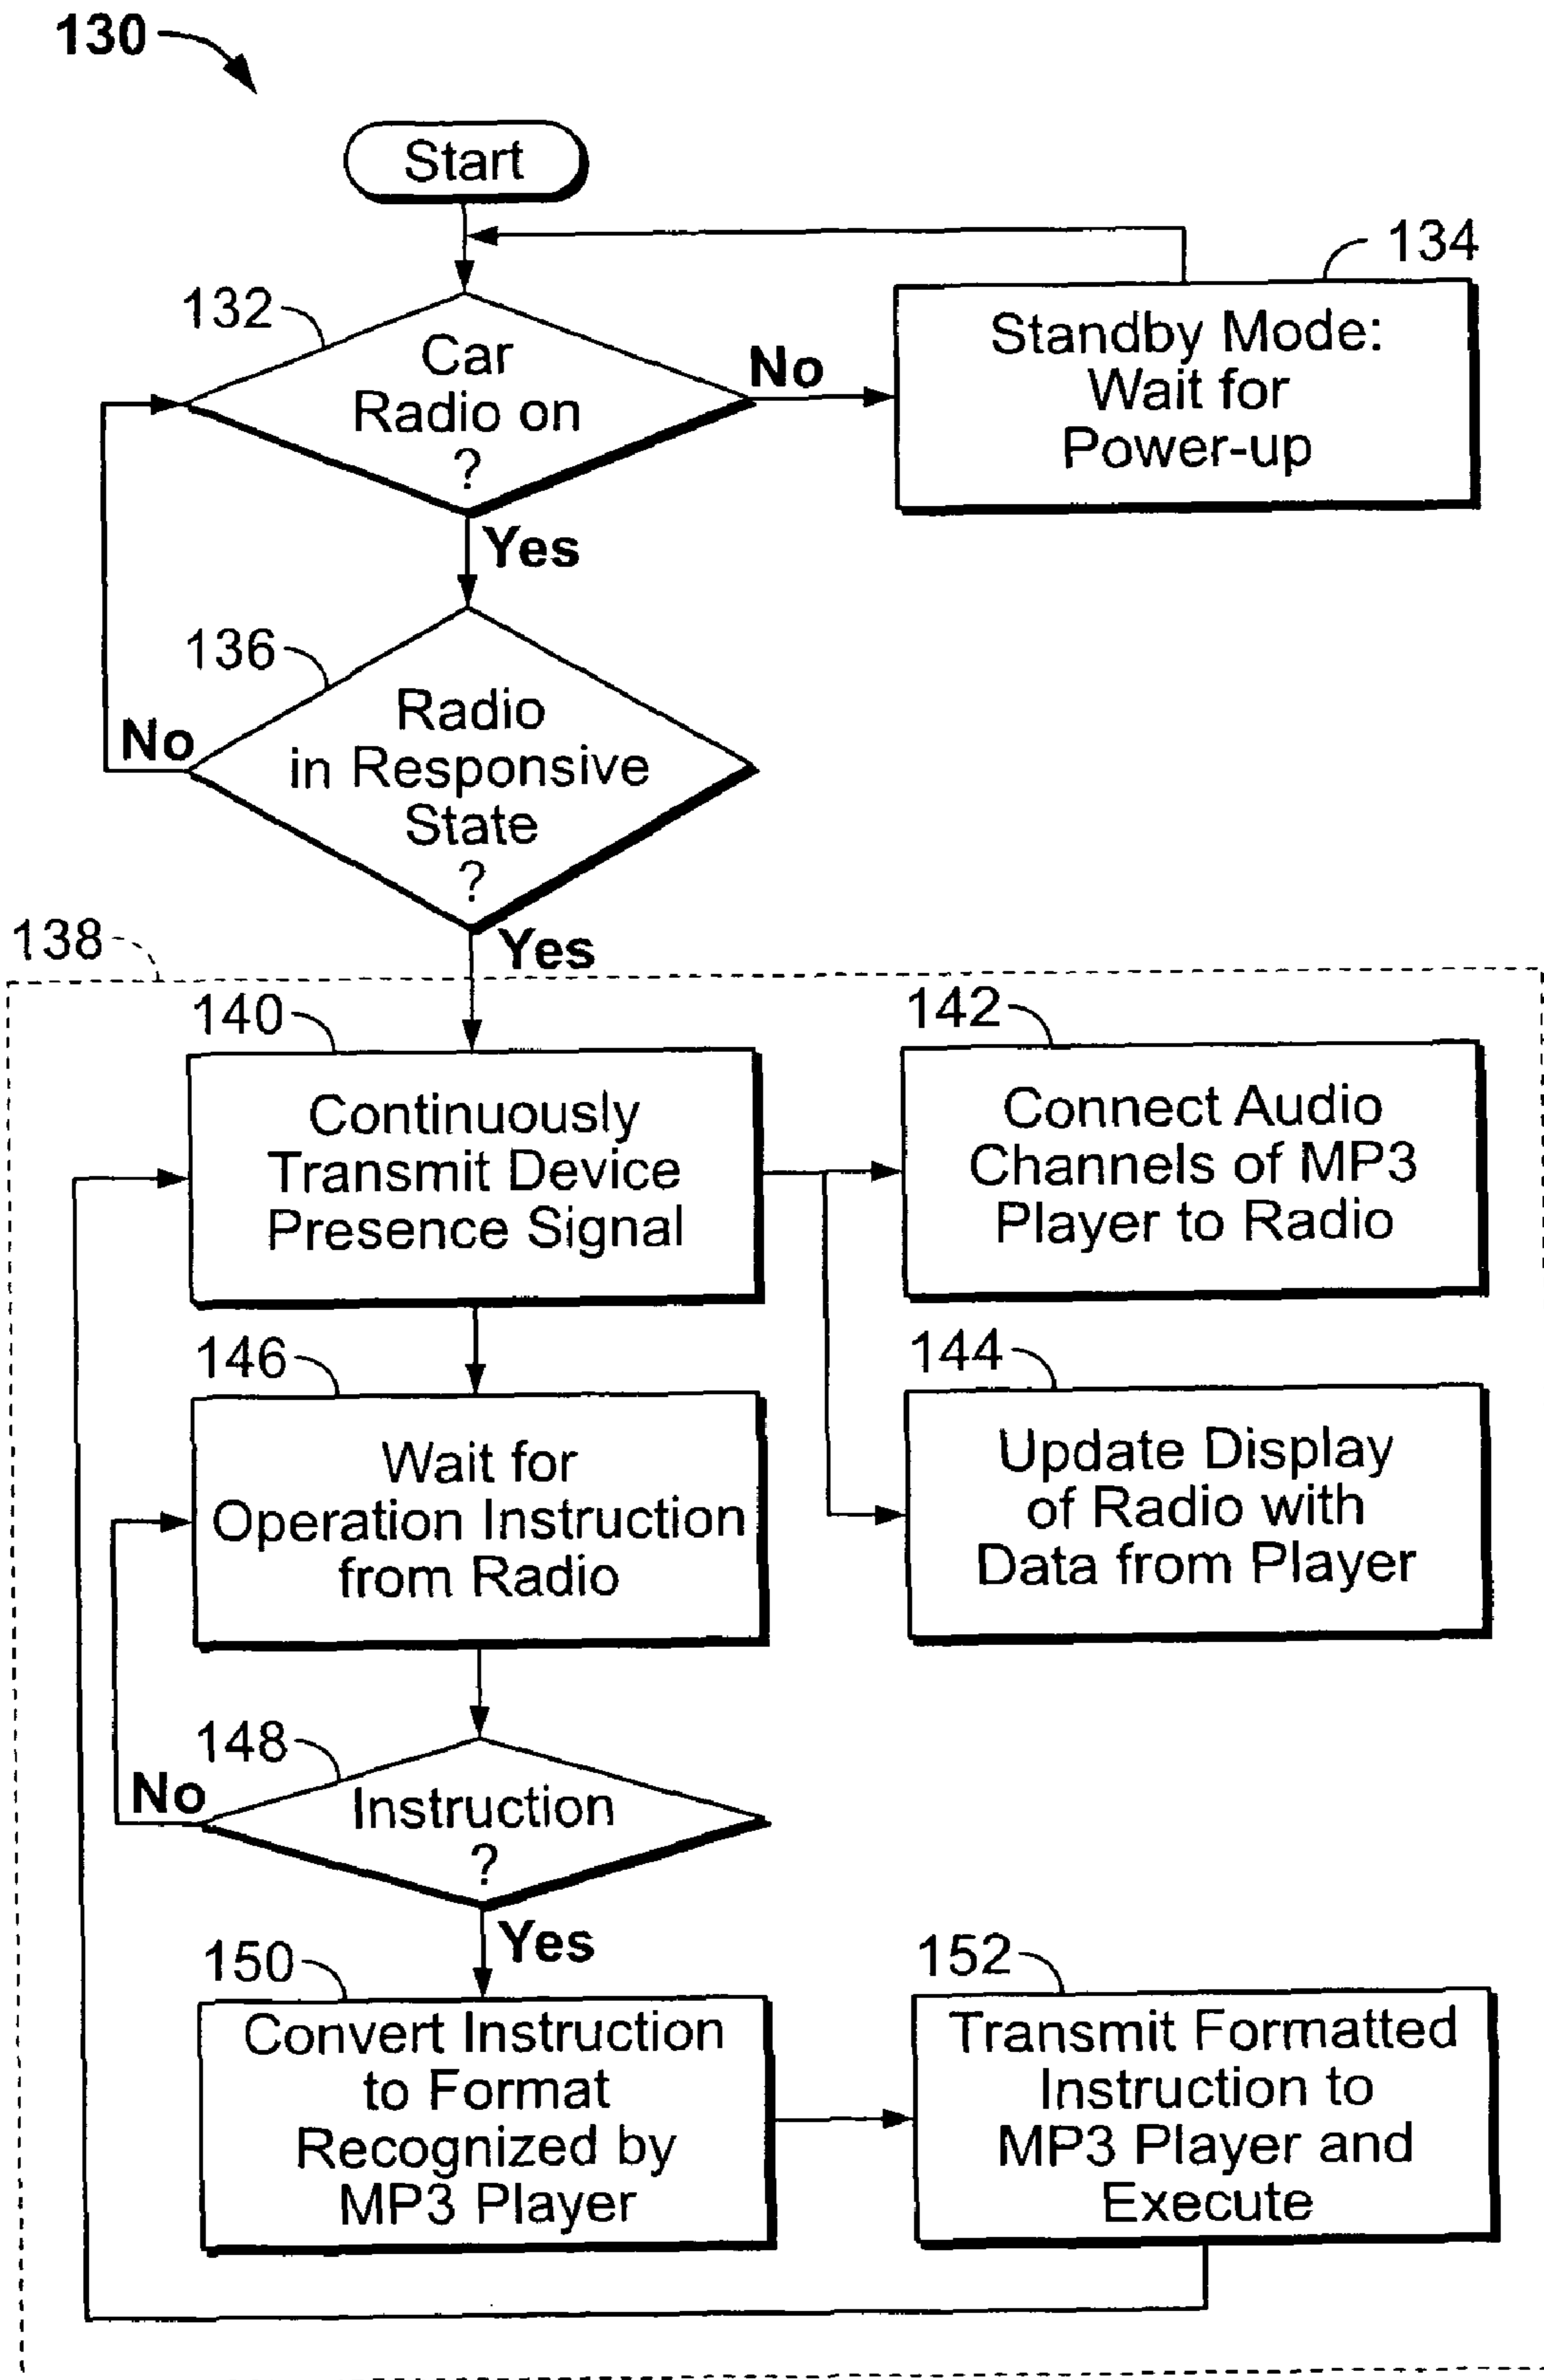 130
Start
132
Car
Radio on
?
No
134
Standby Mode:
Wait for
Power-up
Yes
136
Radio
in Responsive
State
?
No
Yes
138
140
Continuously
Transmit Device
Presence Signal
142
Connect Audio
Channels of MP3
Player to Radio
144
Update Display
of Radio with
Data from Player
146
Wait for
Operation Instruction
from Radio
148
Instruction
?
No
Yes
150
Convert Instruction
to Format
Recognized by
MP3 Player
152
Transmit Formatted
Instruction to
MP3 Player and
Execute